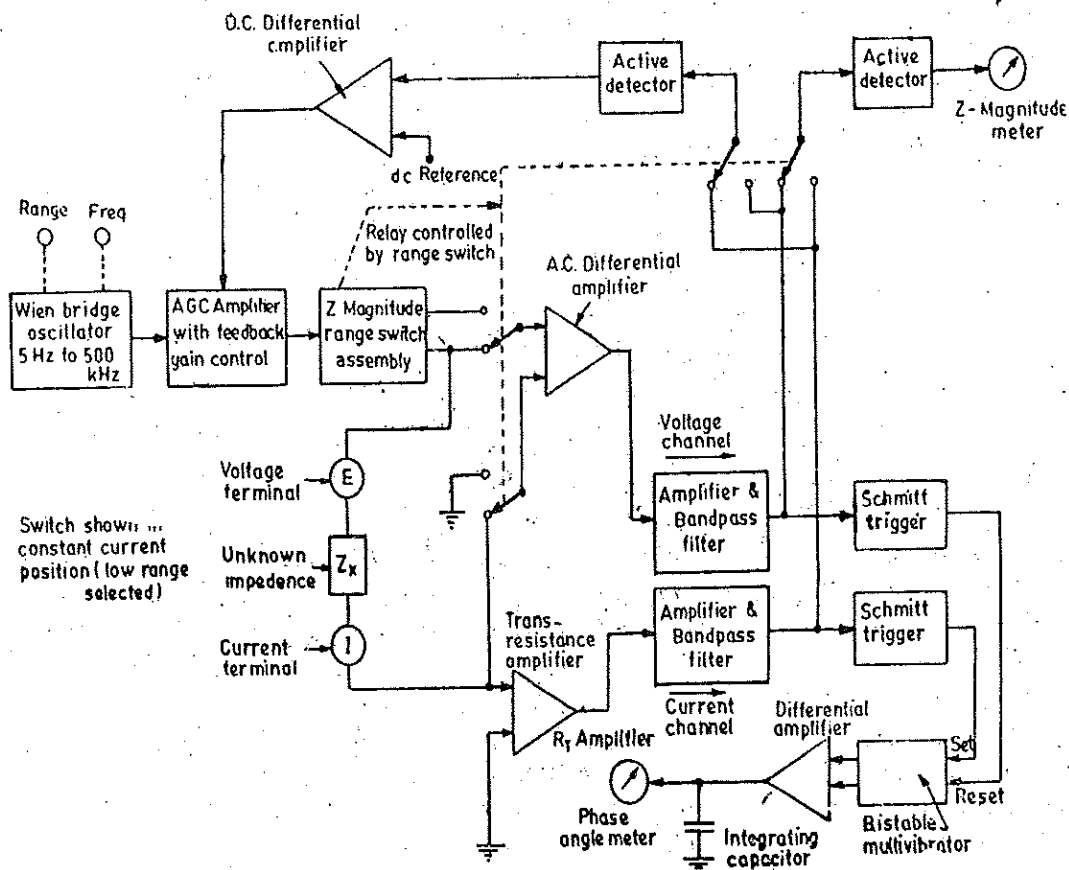 O.C. Differential
c.mplifier
Active
detector
Active
detector
Z-Magnitude
meter
dc Reference
Range
Freq
Relay controlled
by range switch
A.C. Differential
amplifier
Wien bridge
oscillator
5 Hz to 500
kHz
AGC Amplifier
with feedback
gain control
Z Magnitude
range switch
assembly
Voltage
channel
Voltage
terminal
E
Amplifier &
Bandpass
filter
Schmitt
trigger
Switch shown
constant current
position (low range
selected)
Unknown
impedence
Zx
Trans-
resistance
amplifier
Amplifier &
Bandpass
filter
Schmitt
trigger
Current
terminal
I
Current
channel
Differential
amplifier
RT Amplifier
Set
Reset
Phase
angle meter
Integrating
capacitor
Bistable
multivibrator